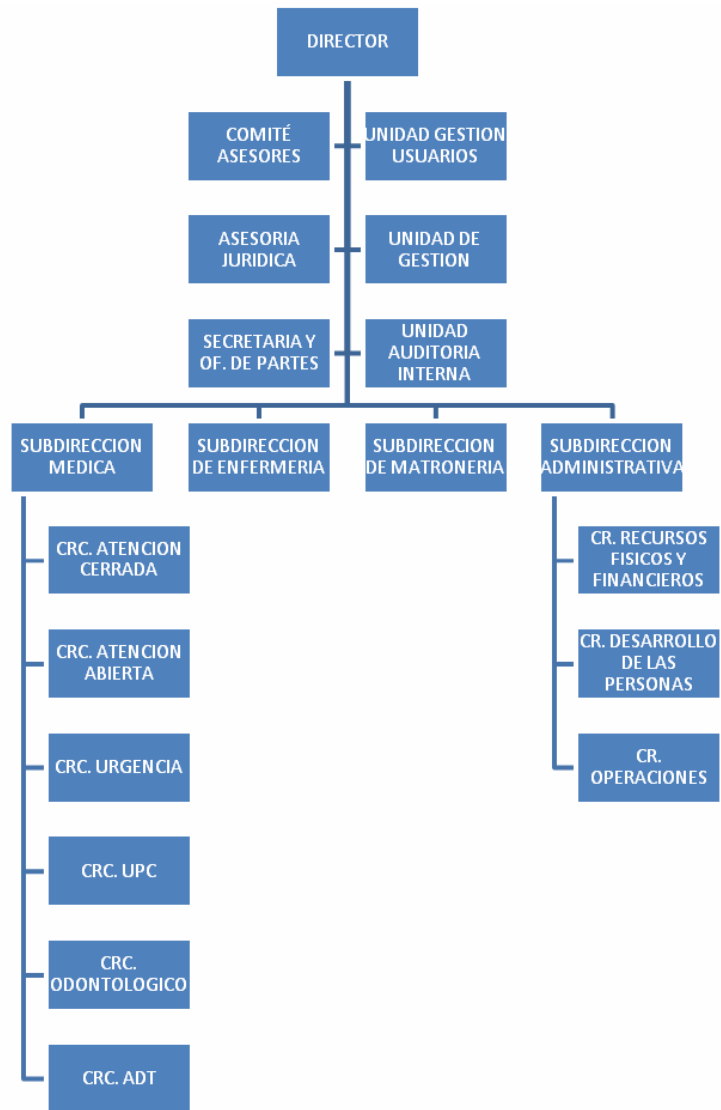 DIRECTOR
COMITÉ
ASESORES
UNIDAD GESTION
USUARIOS
ASESORIA
JURIDICA
UNIDAD DE
GESTION
SECRETARIA Y
OF. DE PARTES
UNIDAD
AUDITORIA
INTERNA
SUBDIRECCION
MEDICA
SUBDIRECCION
DE ENFERMERIA
SUBDIRECCION
DE MATRONERIA
SUBDIRECCION
ADMINISTRATIVA
CRC. ATENCION
CERRADA
CRC. ATENCION
ABIERTA
CRC. URGENCIA
CRC. UPC
CRC.
ODONTOLOGICO
CRC. ADT
CR. RECURSOS
FISICOS Y
FINANCIEROS
CR. DESARROLLO
DE LAS
PERSONAS
CR.
OPERACIONES